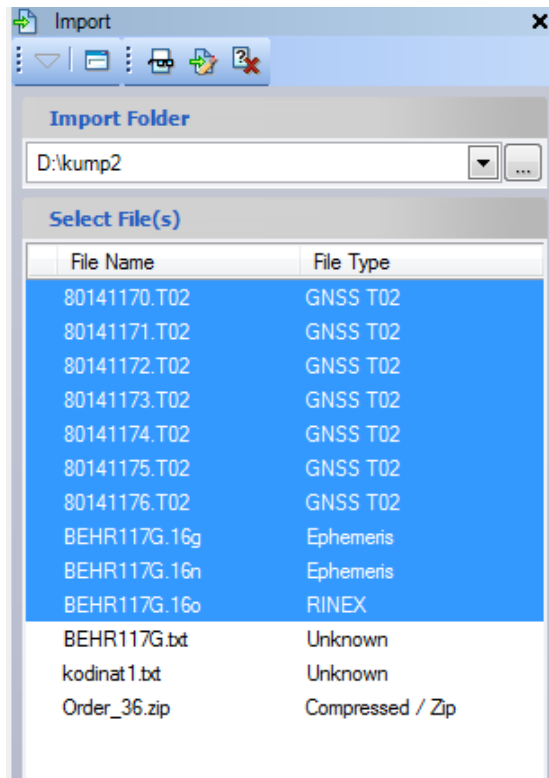 Import
Import Folder
D:\kump2
...
Select File(s)
File Name File Type
80141170.T02 GNSS T02
80141171.T02 GNSS T02
80141172.T02 GNSS T02
80141173.T02 GNSS T02
80141174.T02 GNSS T02
80141175.T02 GNSS T02
80141176.T02 GNSS T02
BEHR117G.16g Ephemeris
BEHR117G.16n Ephemeris
BEHR117G.16o RINEX
BEHR117G.txt Unknown
kodinat1.txt Unknown
Order_36.zip Compressed / Zip